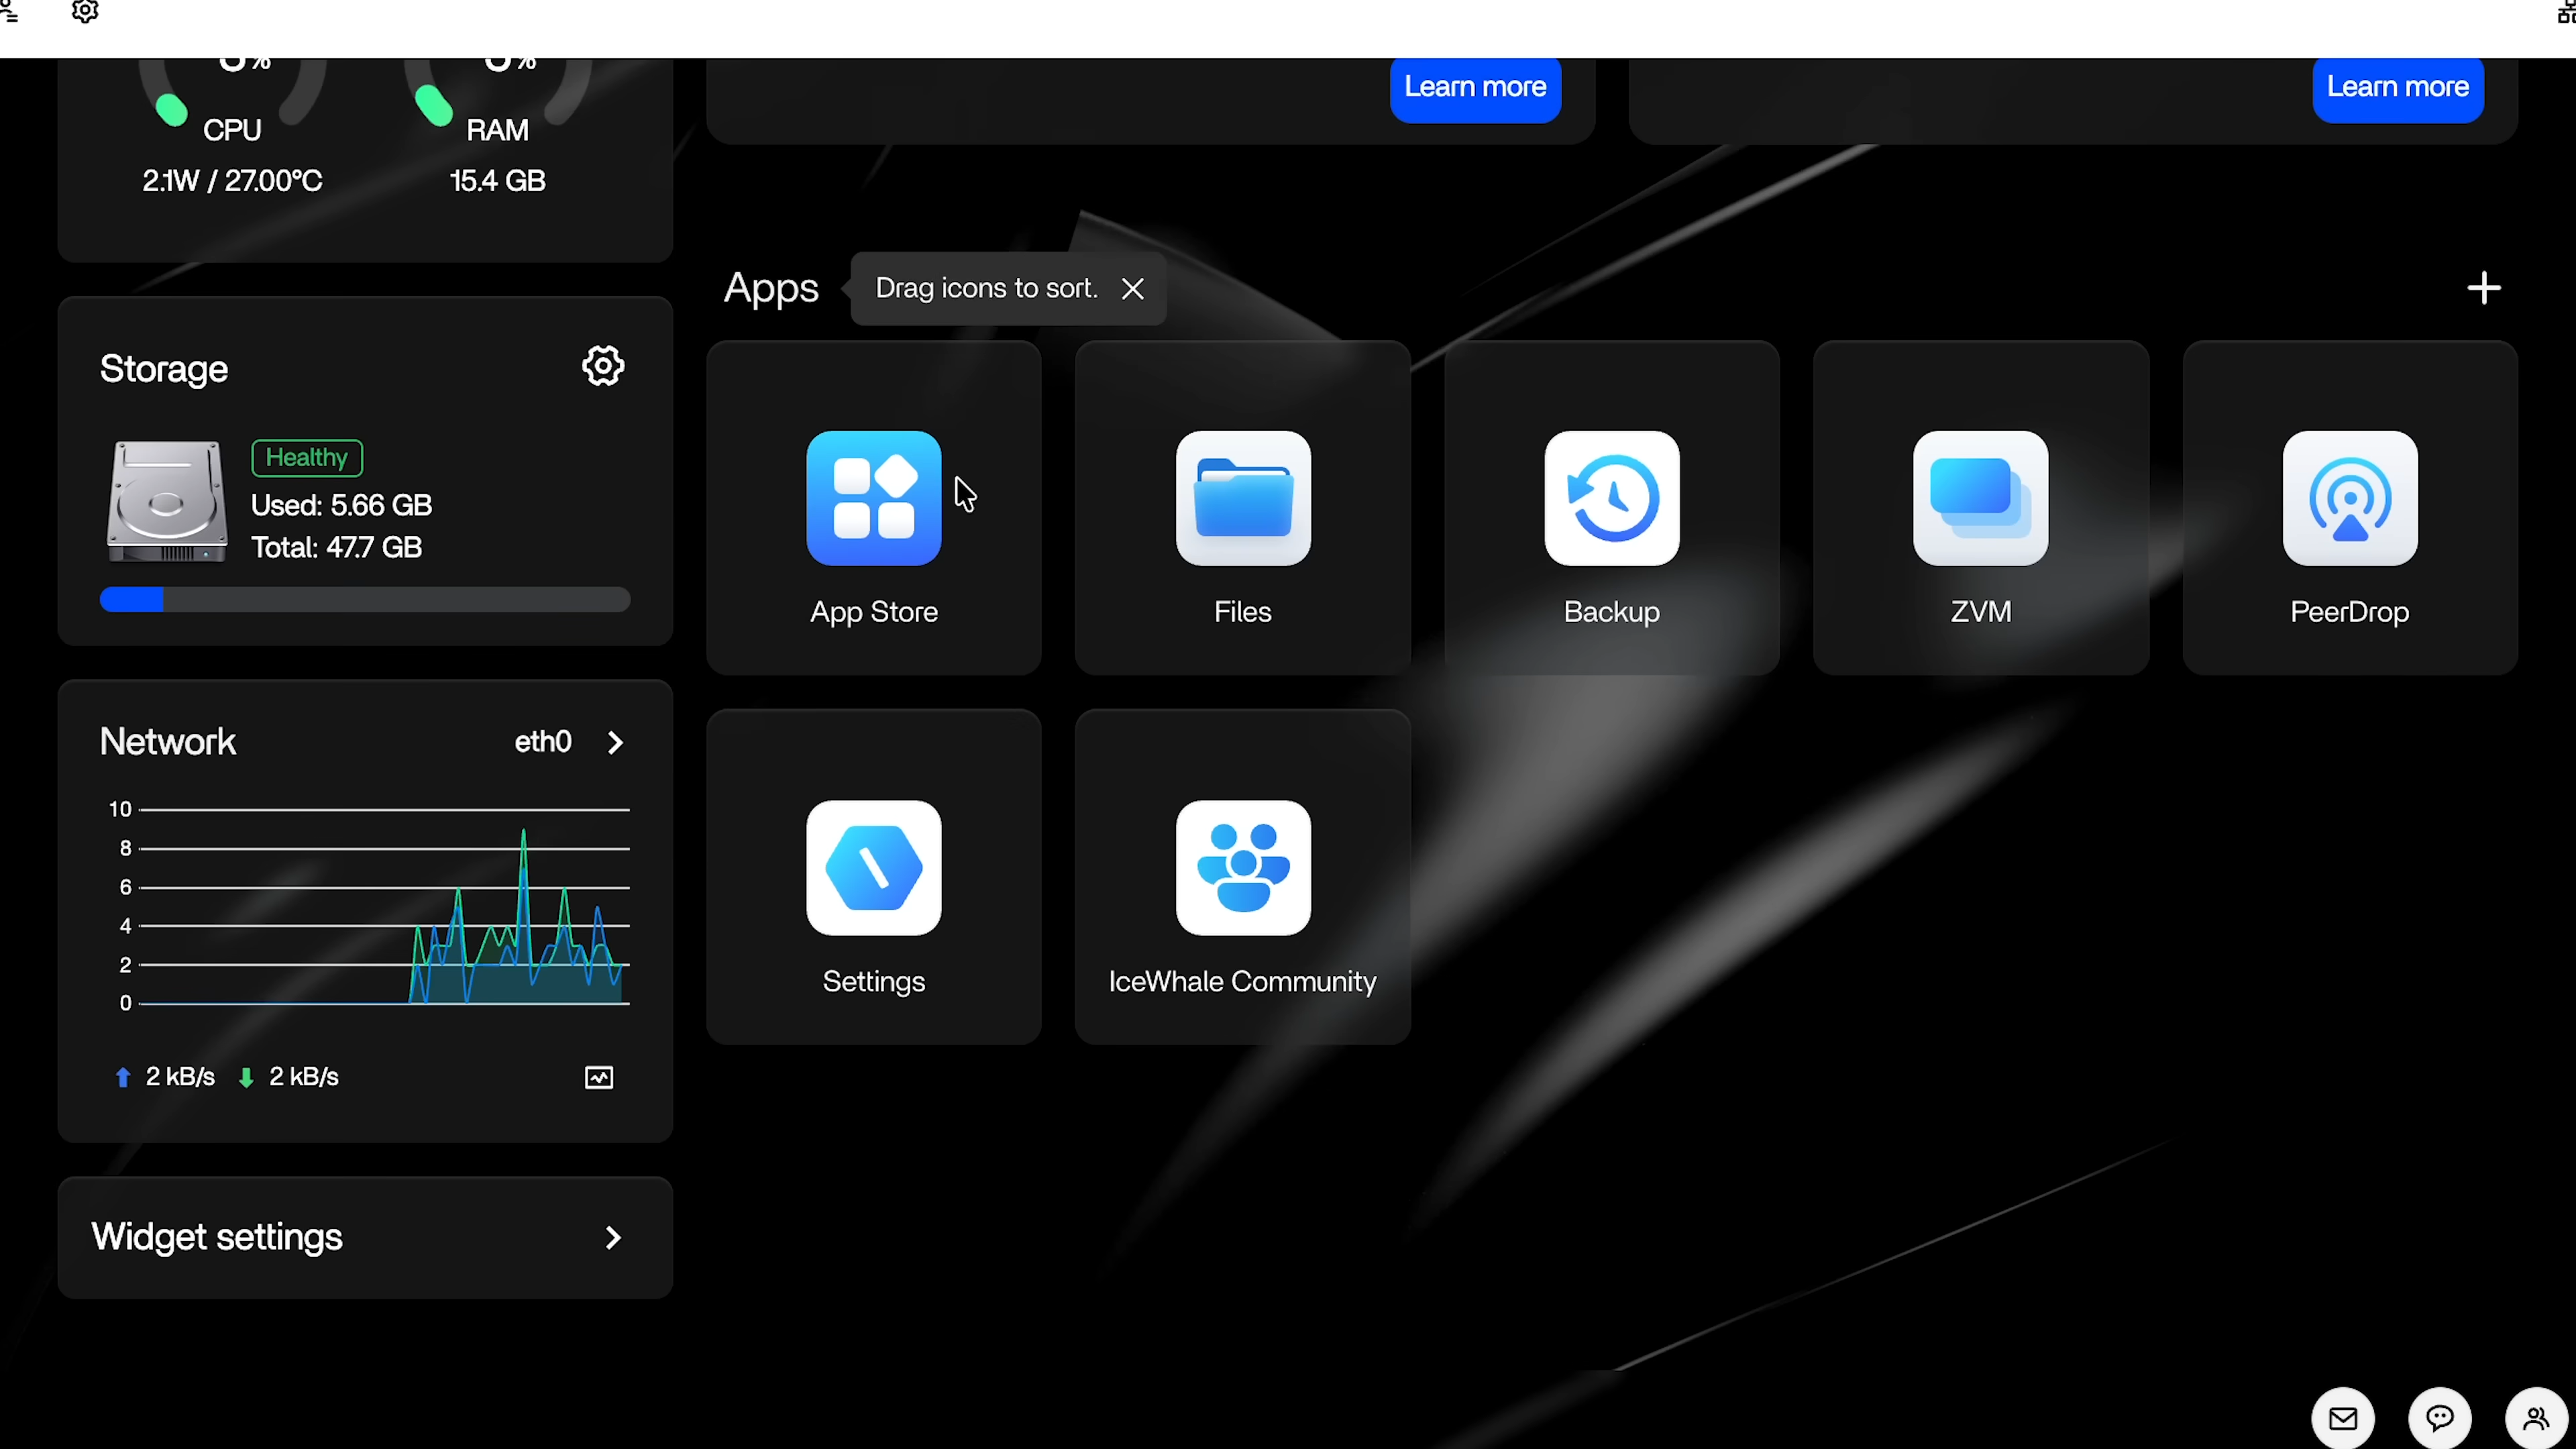 CPU
2.1W / 27.00°C
RAM
15.4 GB
Learn more
Learn more
Storage
Healthy
Used: 5.66 GB
Total: 47.7 GB
Network
eth0
10
8
6
4
2
0
2 kB/s
2 kB/s
Widget settings
Apps
Drag icons to sort.
App Store
Files
Backup
ZVM
PeerDrop
Settings
IceWhale Community